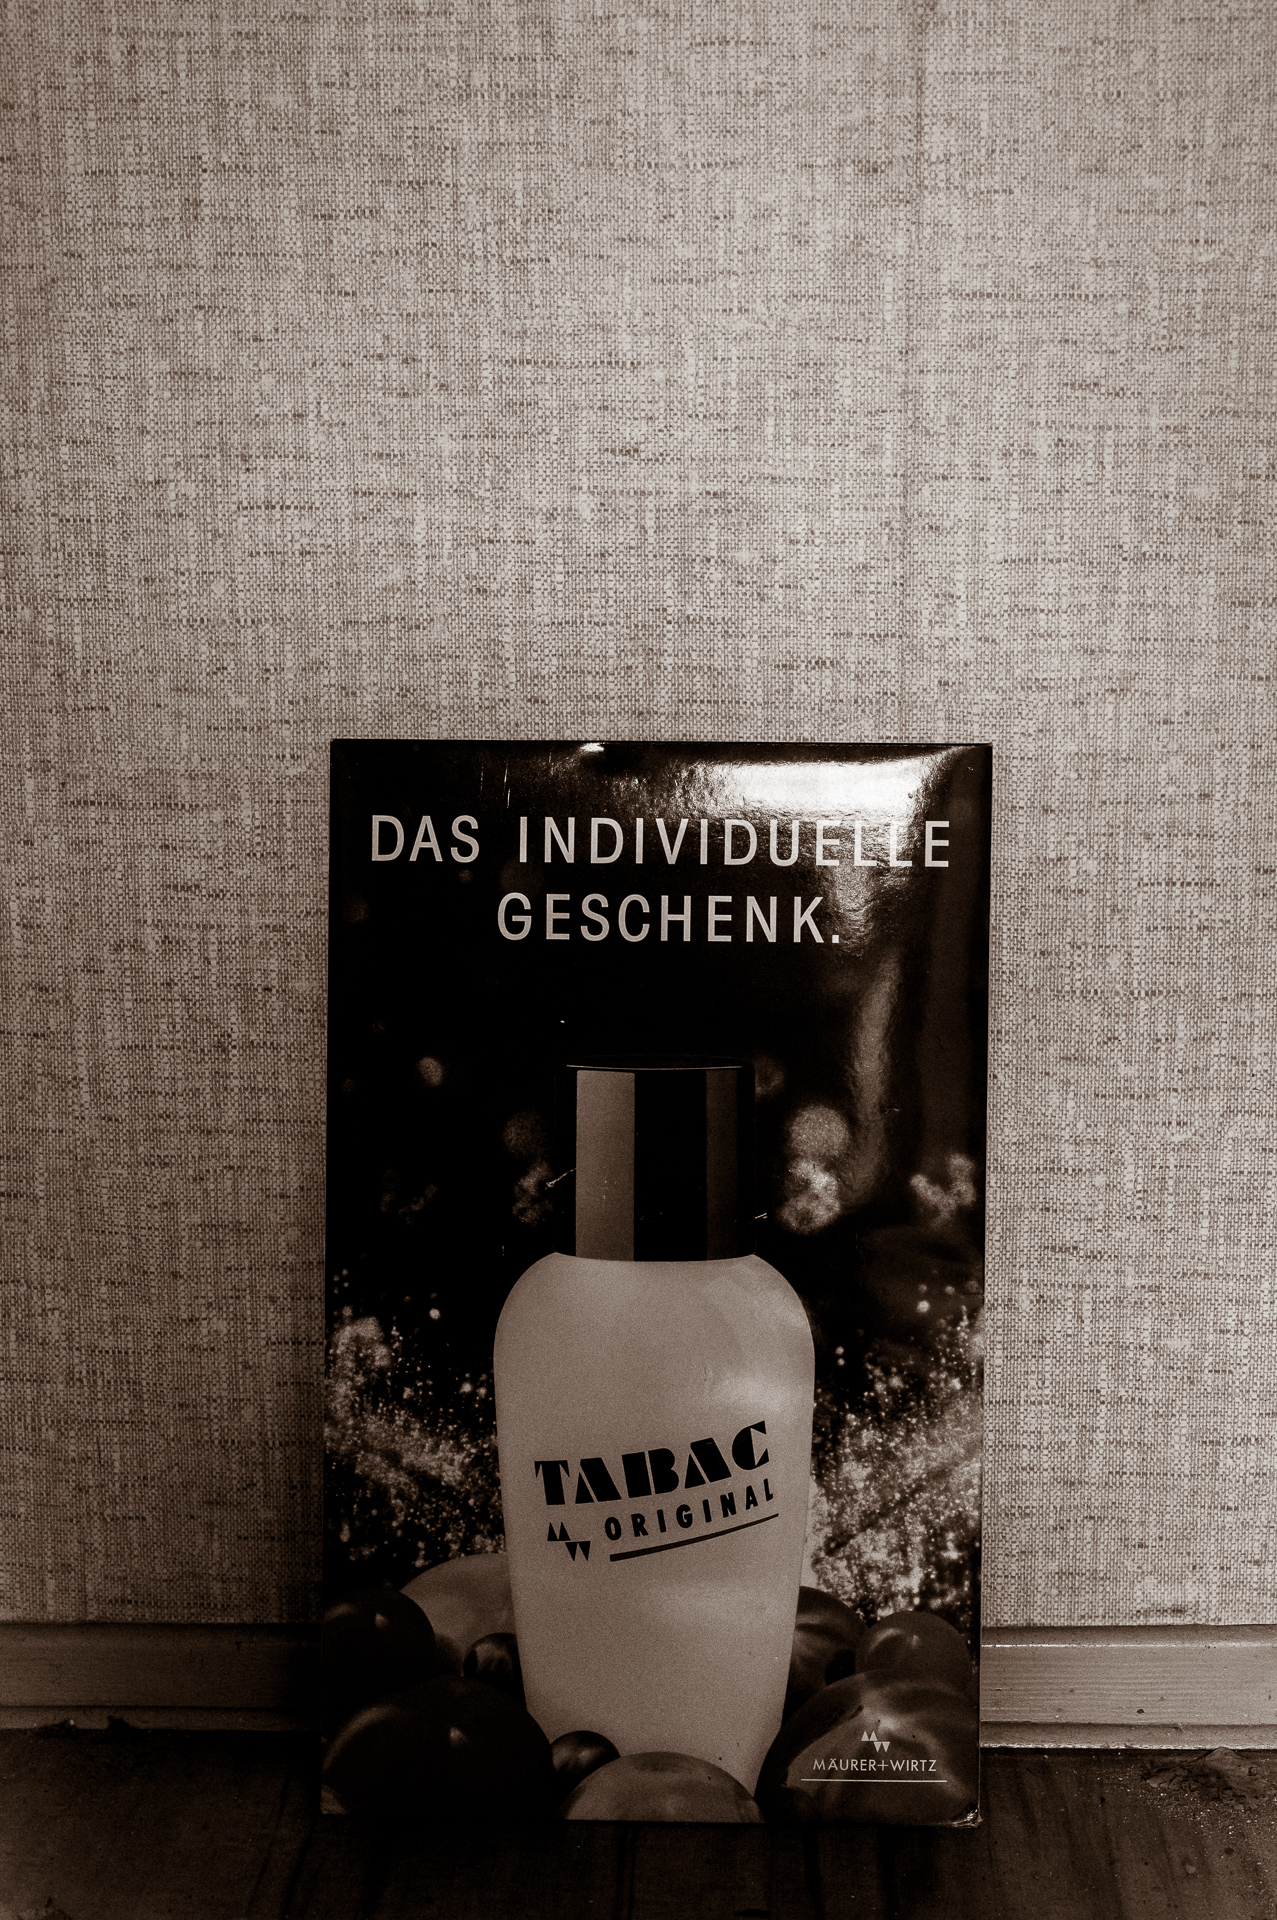 DAS INDIVIDUELLE
GESCHENK.
TABAC
ORIGINAL
MÄURER+WIRTZ